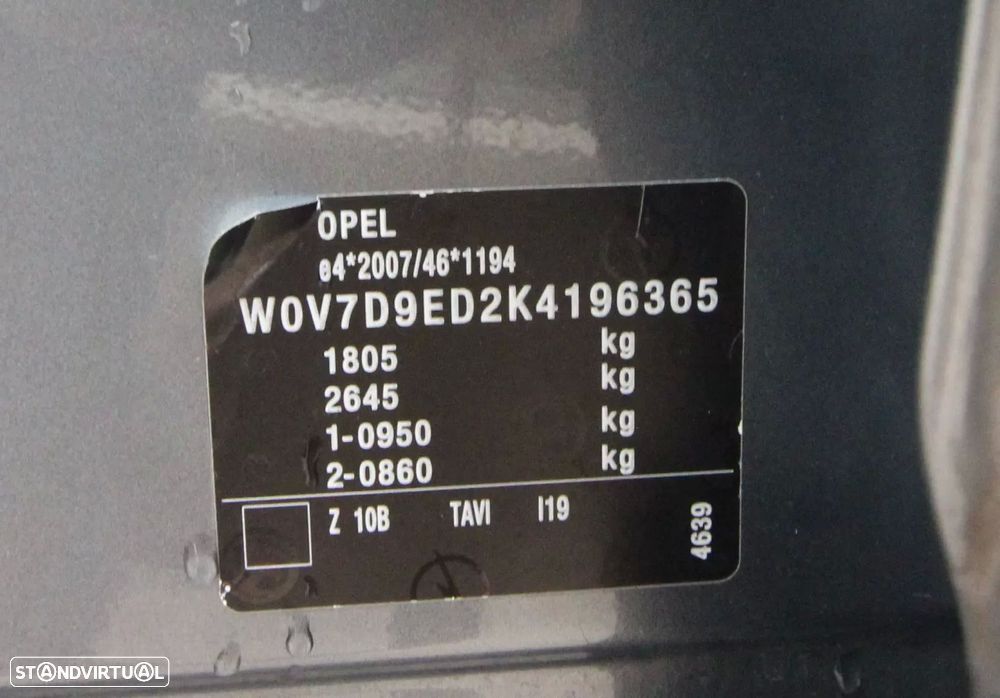 OPEL
e4*2007/46*1194
W0V7D9ED2K4196365
1805 kg
2645 kg
1-0950 kg
2-0860 kg
Z 10B TAVI I19
4639
STANDVIRTUAL